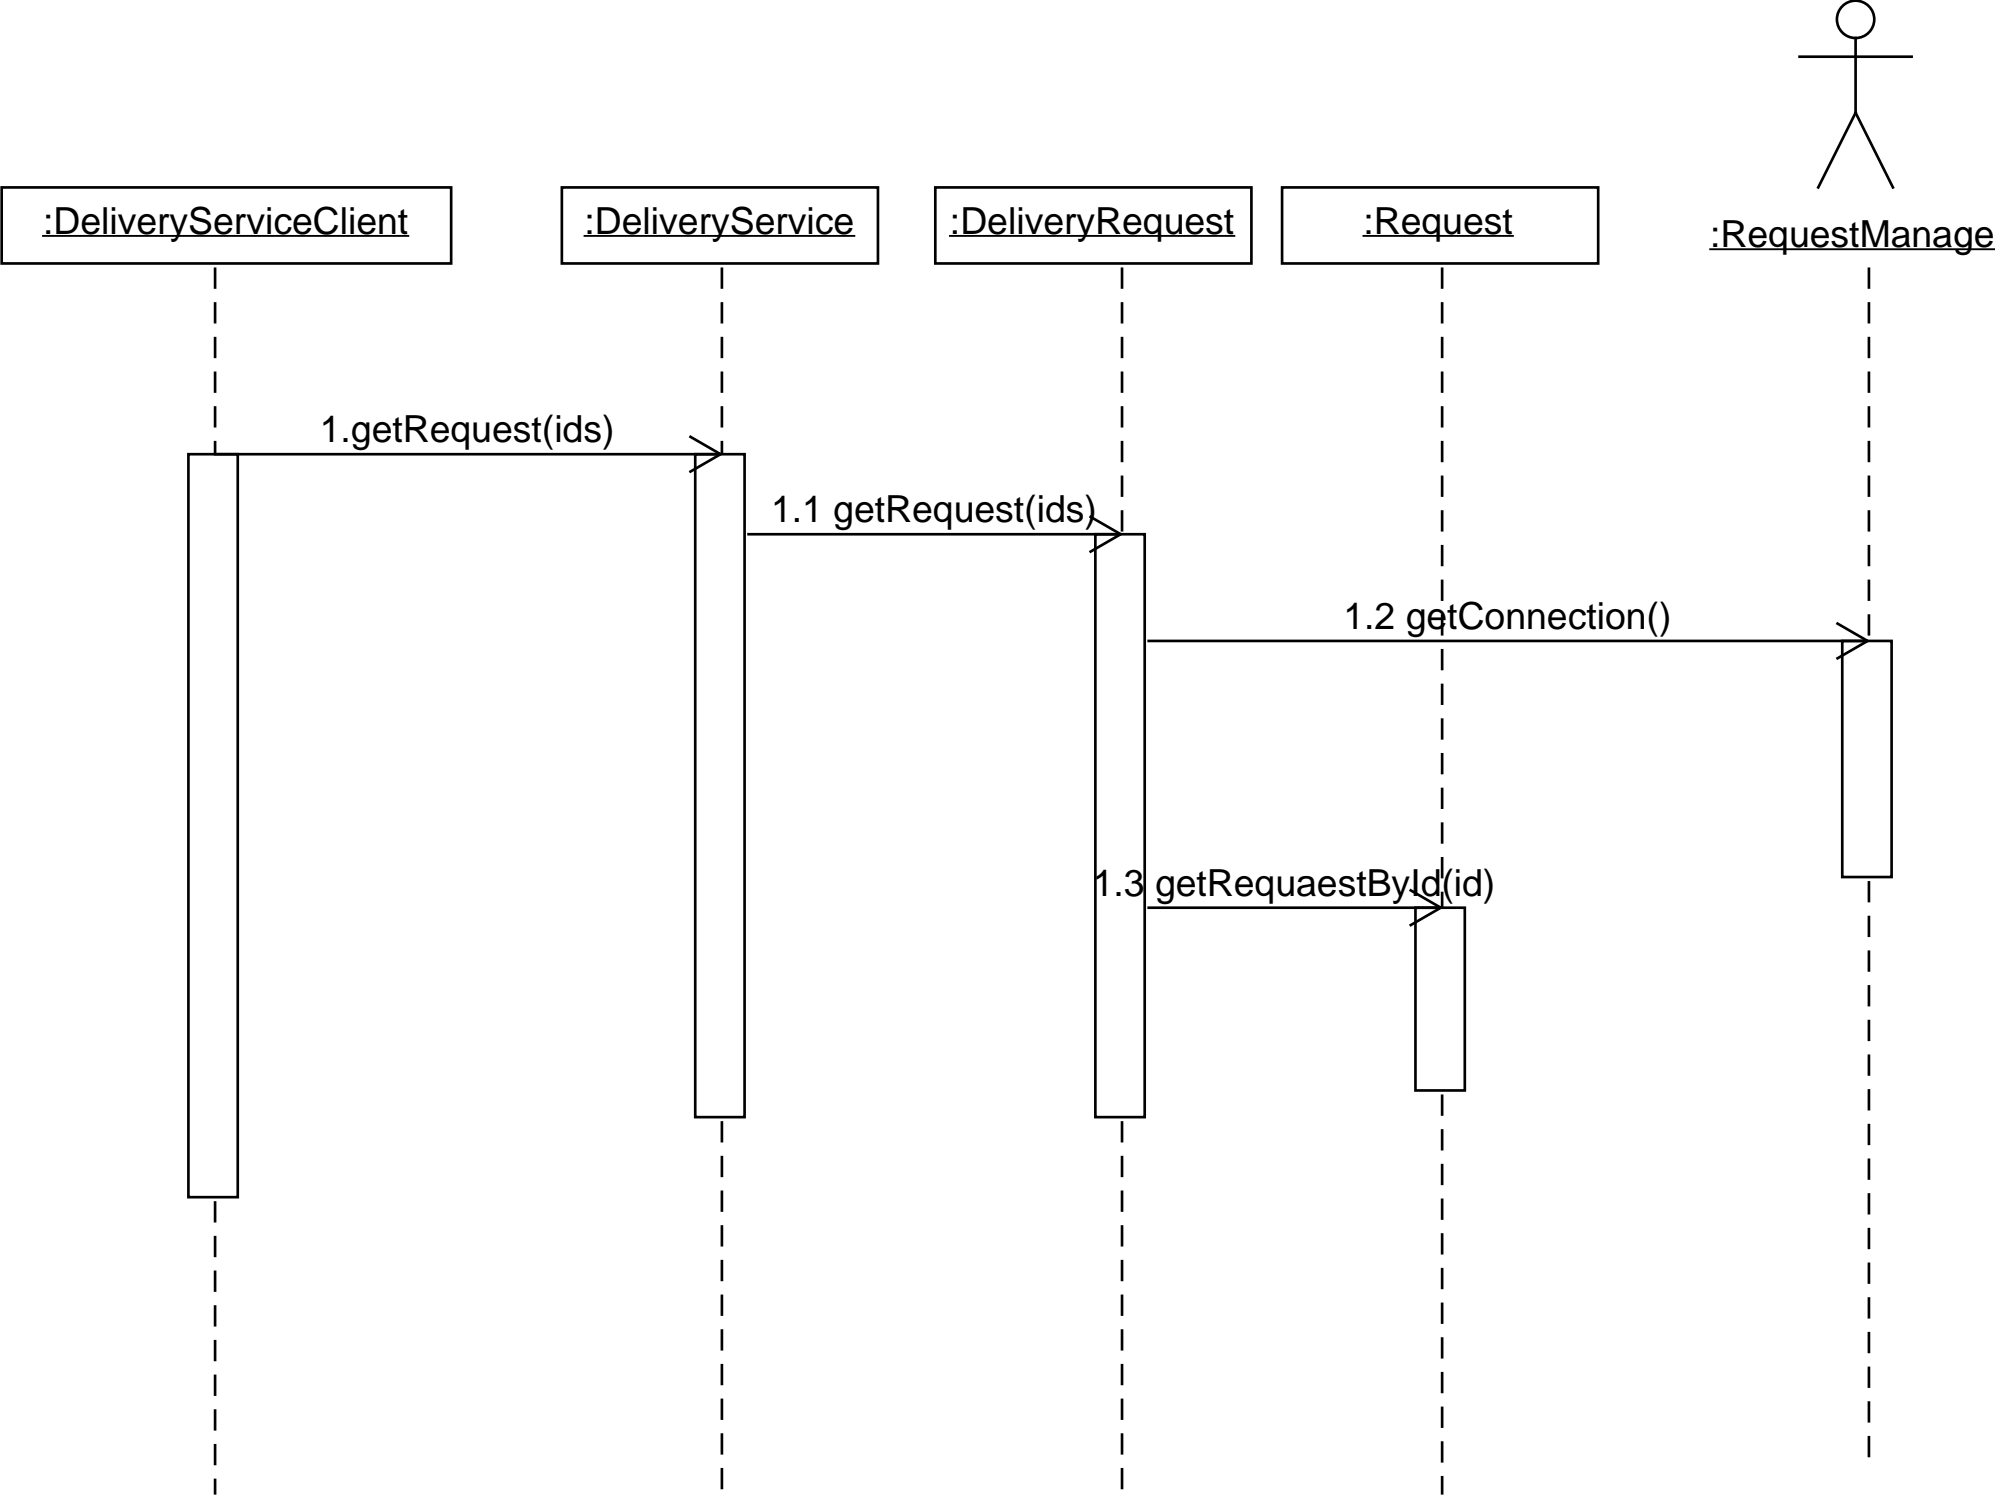 :DeliveryServiceClient
:DeliveryService
:DeliveryRequest
:Request
:RequestManage
1.getRequest(ids)
1.1 getRequest(ids)
1.2 getConnection()
1.3 getRequaestById(id)